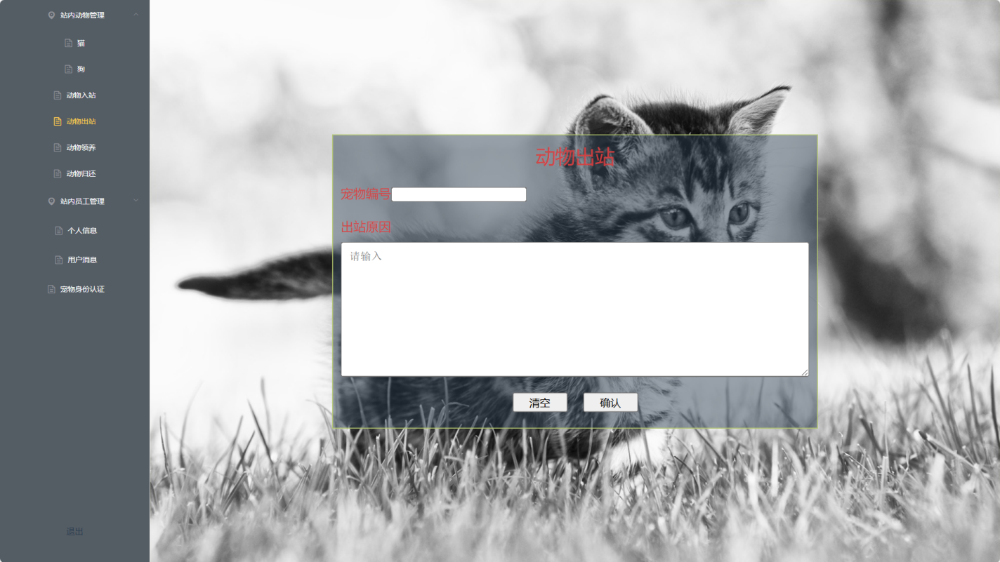 站内动物管理
猫
狗
动物入站
动物出站
动物领养
动物归还
站内员工管理
个人信息
用户消息
宠物身份认证
退出
动物出站
宠物编号
出站原因
请输入
清空 确认